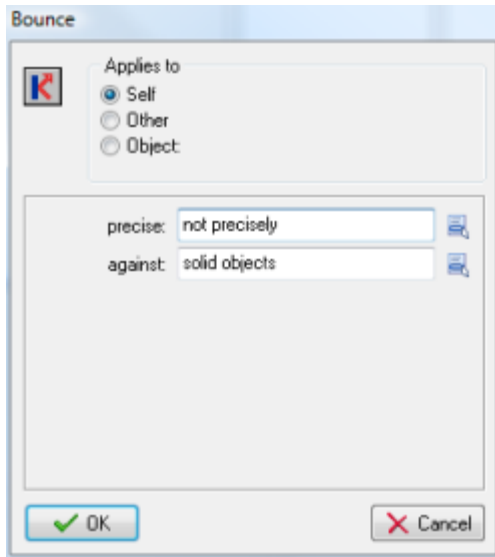 Bounce
Applies to
Self
Other
Object:
precise: not precisely
against: solid objects
OK
Cancel